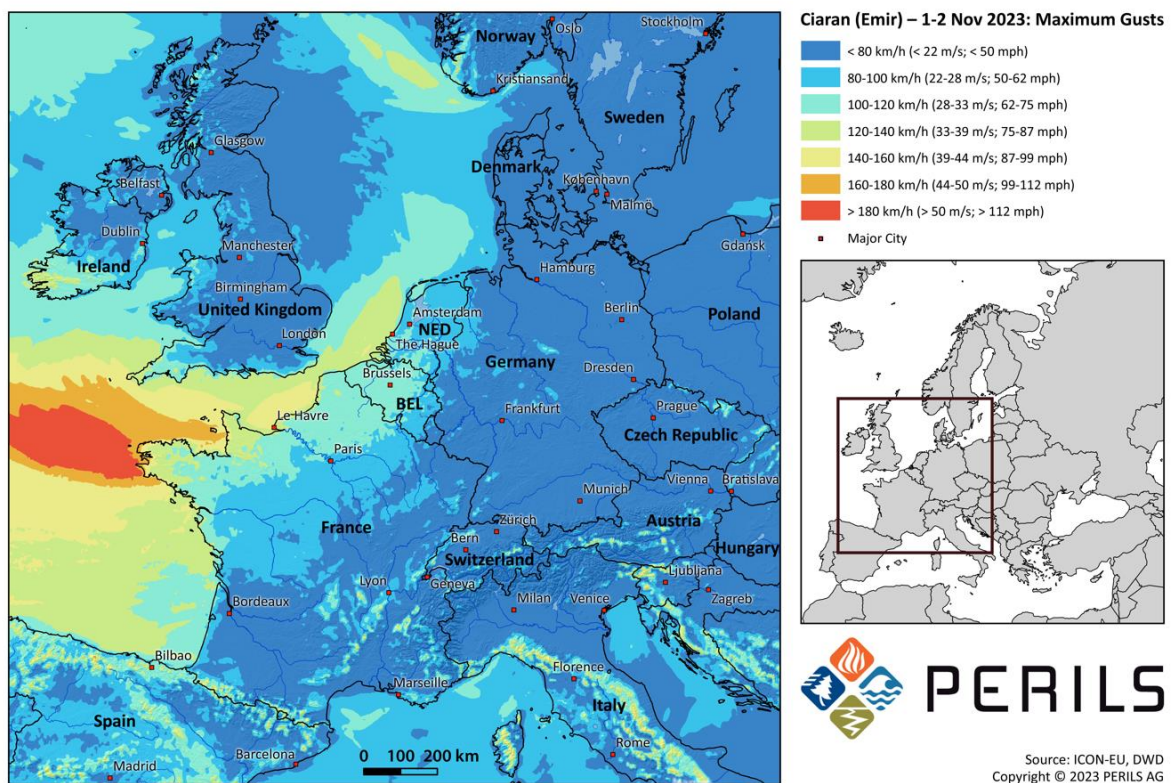 Ciaran (Emir) – 1-2 Nov 2023: Maximum Gusts
< 80 km/h (< 22 m/s; < 50 mph)
80-100 km/h (22-28 m/s; 50-62 mph)
100-120 km/h (28-33 m/s; 62-75 mph)
120-140 km/h (33-39 m/s; 75-87 mph)
140-160 km/h (39-44 m/s; 87-99 mph)
160-180 km/h (44-50 m/s; 99-112 mph)
> 180 km/h (> 50 m/s; > 112 mph)
Major City
Norway
Oslo
Stockholm
Kristiansand
Sweden
Glasgow
Denmark
Belfast
København
Malmö
Dublin
Gdańsk
Manchester
Ireland
Hamburg
Birmingham
United Kingdom
Amsterdam
Berlin
Poland
NED
London
The Hague
Germany
Brussels
Dresden
BEL
Le Havre
Frankfurt
Prague
Czech Republic
Paris
Munich
Vienna
Bratislava
France
Zürich
Austria
Bern
Switzerland
Hungary
Lyon
Geneva
Ljubljana
Milan
Venice
Zagreb
Bordeaux
Bilbao
Florence
Marseille
Spain
Italy
Barcelona
Rome
Madrid
0 100 200 km
PERILS
Source: ICON-EU, DWD
Copyright © 2023 PERILS AG